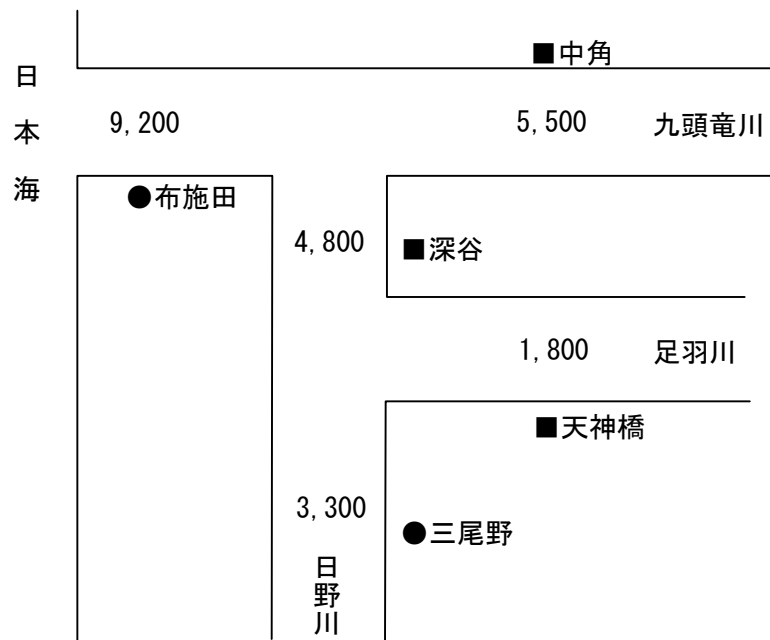 ■中角
日本海
9,200
5,500
九頭竜川
●布施田
4,800
■深谷
1,800
足羽川
■天神橋
3,300
●三尾野
日野川